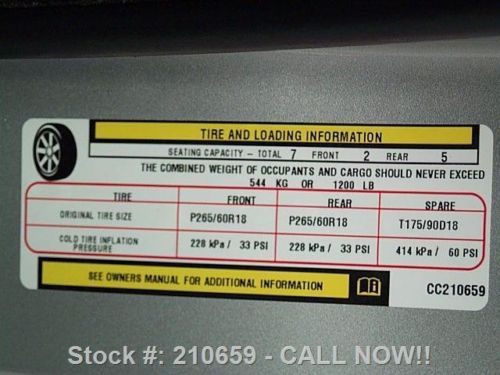 TIRE AND LOADING INFORMATION
SEATING CAPACITY – TOTAL 7 FRONT 2 REAR 5
THE COMBINED WEIGHT OF OCCUPANTS AND CARGO SHOULD NEVER EXCEED
544 KG OR 1200 LB
TIRE FRONT REAR SPARE
ORIGINAL TIRE SIZE P265/60R18 P265/60R18 T175/90D18
COLD TIRE INFLATION PRESSURE 228 kPa / 33 PSI 228 kPa / 33 PSI 414 kPa / 60 PSI
SEE OWNERS MANUAL FOR ADDITIONAL INFORMATION
CC210659
Stock #: 210659 - CALL NOW!!